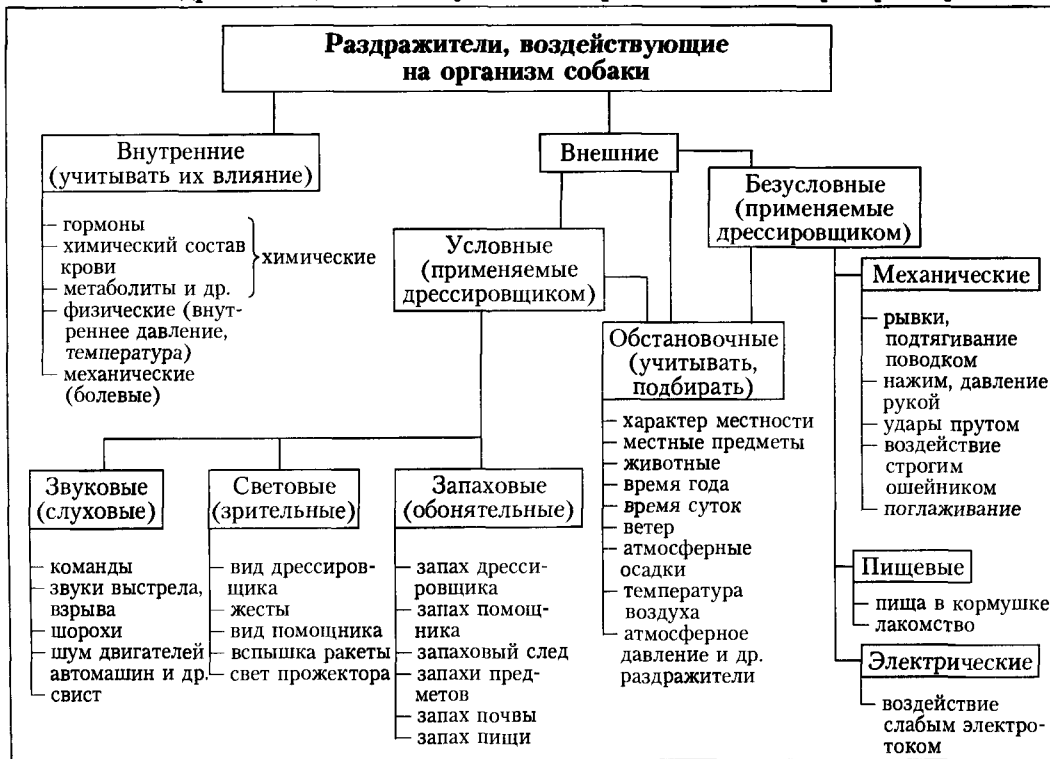 Раздражители, воздействующие
на организм собаки
Внутренние
(учитывать их влияние)
гормоны
химический состав
крови
метаболиты и др.
химические
физические (внут-
реннее давление,
температура)
механические
(болевые)
Внешние
Условные
(применяемые
дрессировщиком)
Безусловные
(применяемые
дрессировщиком)
Обстановочные
(учитывать,
подбирать)
характер местности
местные предметы
животные
время года
время суток
ветер
атмосферные
осадки
температура
воздуха
атмосферное
давление и др.
раздражители
Механические
рывки,
подтягивание
поводком
нажим, давление
рукой
удары прутом
воздействие
строгим
ошейником
поглаживание
Пищевые
пища в кормушке
лакомство
Электрические
воздействие
слабым электро-
током
Звуковые
(слуховые)
команды
звуки выстрела,
взрыва
шорохи
шум двигателей
автомашин и др.
свист
Световые
(зрительные)
вид дрессиров-
щика
жесты
вид помощника
вспышка ракеты
свет прожектора
Запаховые
(обонятельные)
запах дресси-
ровщика
запах помощ-
ника
запаховый след
запахи пред-
метов
запах почвы
запах пищи